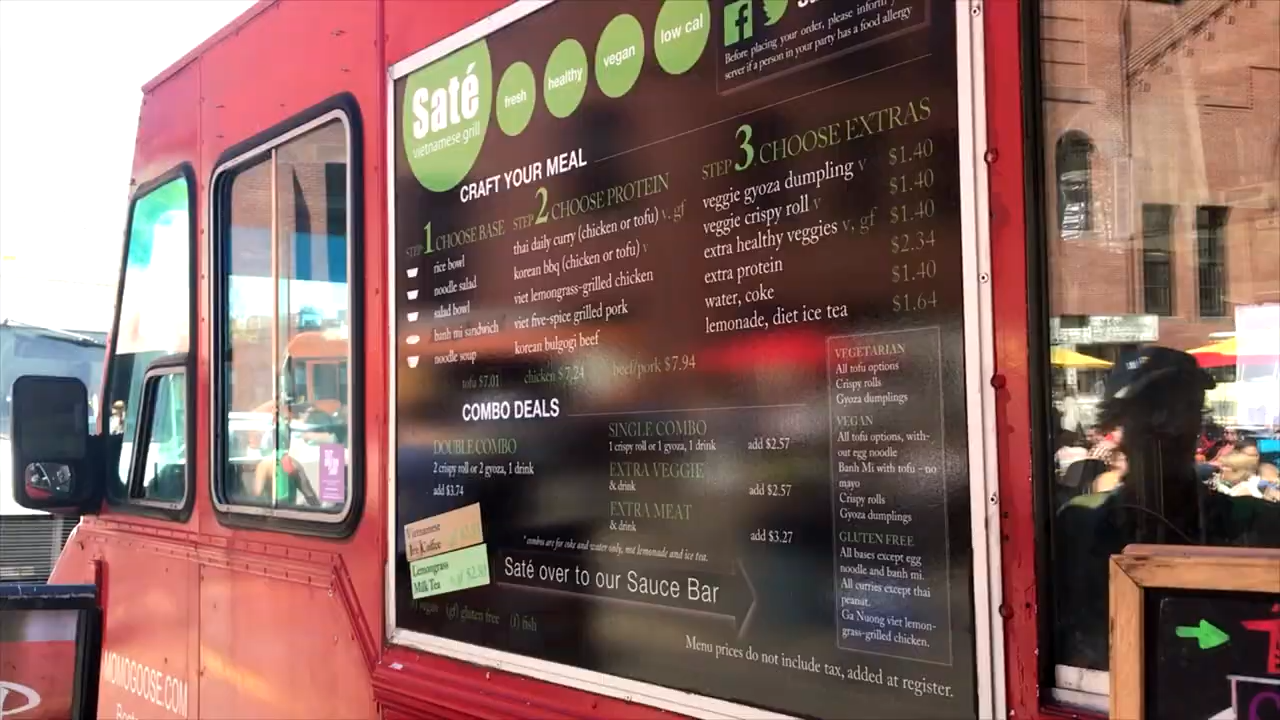 Saté
vietnamese grill
fresh
healthy
vegan
low cal
Before placing your order, please inform
server if a person in your party has a food allergy
CRAFT YOUR MEAL
STEP 1 CHOOSE BASE
rice bowl
noodle salad
salad bowl
banh mi sandwich
noodle soup
STEP 2 CHOOSE PROTEIN
thai daily curry (chicken or tofu) v, gf
korean bbq (chicken or tofu) v
viet lemongrass-grilled chicken
viet five-spice grilled pork
korean bulgogi beef
tofu $7.01 chicken $7.24 beef/pork $7.94
STEP 3 CHOOSE EXTRAS
veggie gyoza dumpling v $1.40
veggie crispy roll v $1.40
extra healthy veggies v, gf $1.40
extra protein $2.34
water, coke $1.40
lemonade, diet ice tea $1.64
COMBO DEALS
DOUBLE COMBO
2 crispy roll or 2 gyoza, 1 drink
add $3.74
SINGLE COMBO
1 crispy roll or 1 gyoza, 1 drink add $2.57
EXTRA VEGGIE
& drink add $2.57
EXTRA MEAT
& drink add $3.27
* combos are for coke and water only, not lemonade and ice tea.
Vietnamese
Ice Koffee
Lemongrass
Milk Tea
Saté over to our Sauce Bar
vegan (gf) gluten free (f) fish
VEGETARIAN
All tofu options
Crispy rolls
Gyoza dumplings
VEGAN
All tofu options, with-
out egg noodle
Banh Mi with tofu - no
mayo
Crispy rolls
Gyoza dumplings
GLUTEN FREE
All bases except egg
noodle and banh mi.
All curries except thai
peanut.
Ga Nuong viet lemon-
grass-grilled chicken.
Menu prices do not include tax, added at register.
MOMOGOOSE.COM